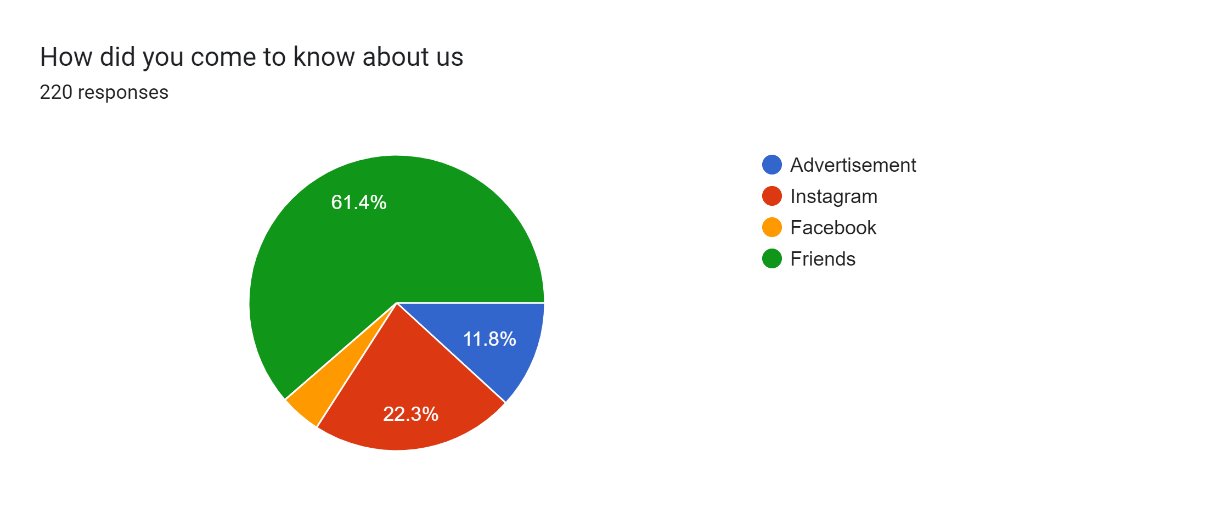 How did you come to know about us
220 responses
61.4%
11.8%
22.3%
Advertisement
Instagram
Facebook
Friends